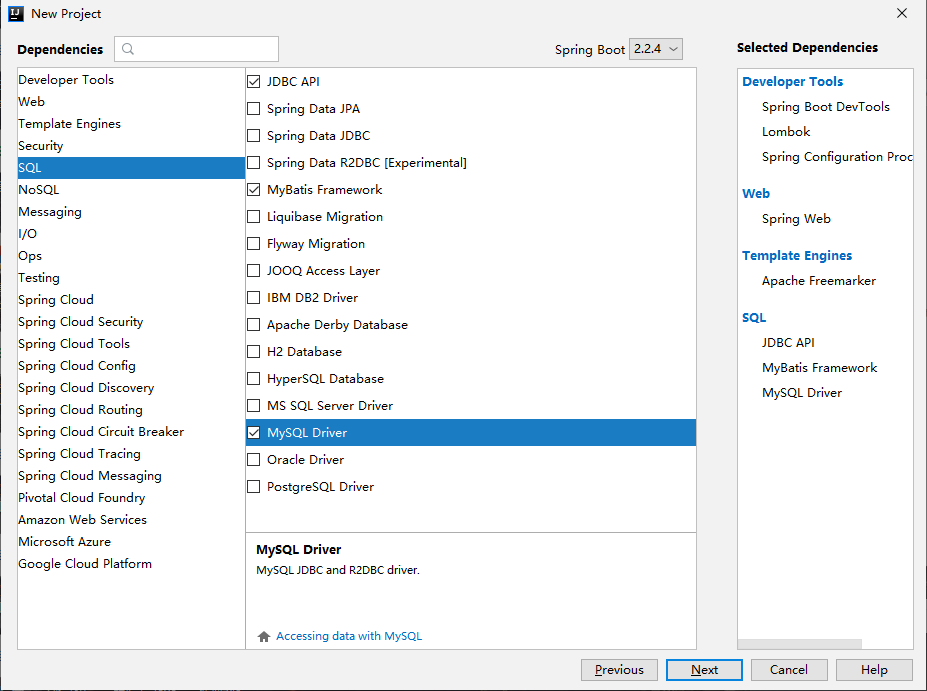 New Project
Dependencies
Spring Boot 2.2.4
Selected Dependencies
Developer Tools
Web
Template Engines
Security
SQL
NoSQL
Messaging
I/O
Ops
Testing
Spring Cloud
Spring Cloud Security
Spring Cloud Tools
Spring Cloud Config
Spring Cloud Discovery
Spring Cloud Routing
Spring Cloud Circuit Breaker
Spring Cloud Tracing
Spring Cloud Messaging
Pivotal Cloud Foundry
Amazon Web Services
Microsoft Azure
Google Cloud Platform
JDBC API
Spring Data JPA
Spring Data JDBC
Spring Data R2DBC [Experimental]
MyBatis Framework
Liquibase Migration
Flyway Migration
JOOQ Access Layer
IBM DB2 Driver
Apache Derby Database
H2 Database
HyperSQL Database
MS SQL Server Driver
MySQL Driver
Oracle Driver
PostgreSQL Driver
MySQL Driver
MySQL JDBC and R2DBC driver.
Accessing data with MySQL
Developer Tools
Spring Boot DevTools
Lombok
Spring Configuration Proc
Web
Spring Web
Template Engines
Apache Freemarker
SQL
JDBC API
MyBatis Framework
MySQL Driver
Previous
Next
Cancel
Help